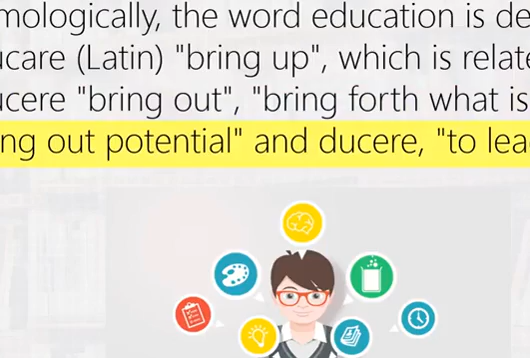 mologically, the word education is de
ucare (Latin) "bring up", which is relate
ucere "bring out", "bring forth what is
ng out potential" and ducere, "to lea